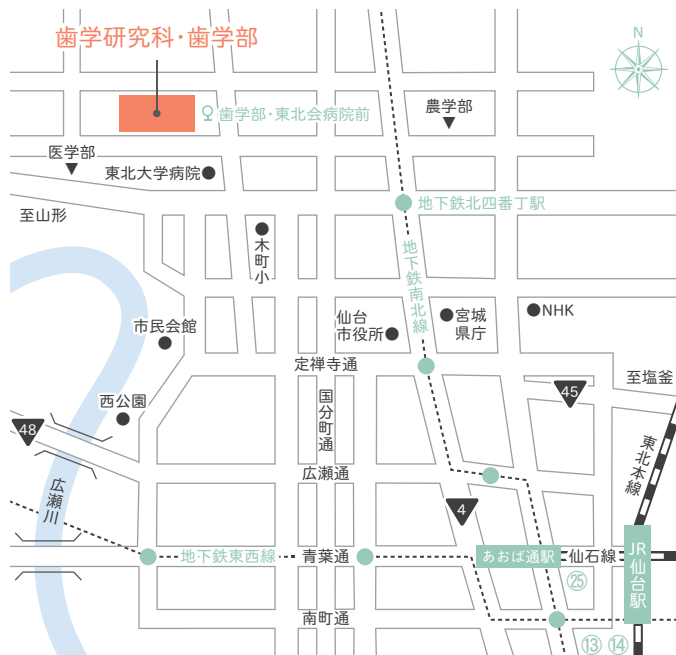 歯学研究科・歯学部
N
歯学部・東北会病院前
農学部
医学部
東北大学病院
至山形
地下鉄北四番丁駅
木町小
地下鉄南北線
市民会館
仙台
市役所
宮城
県庁
NHK
定禅寺通
至塩釜
45
西公園
国分町通
48
東北本線
広瀬通
広瀬川
4
地下鉄東西線
青葉通
あおば通駅
仙石線
JR仙台駅
㉕
南町通
⑬
⑭